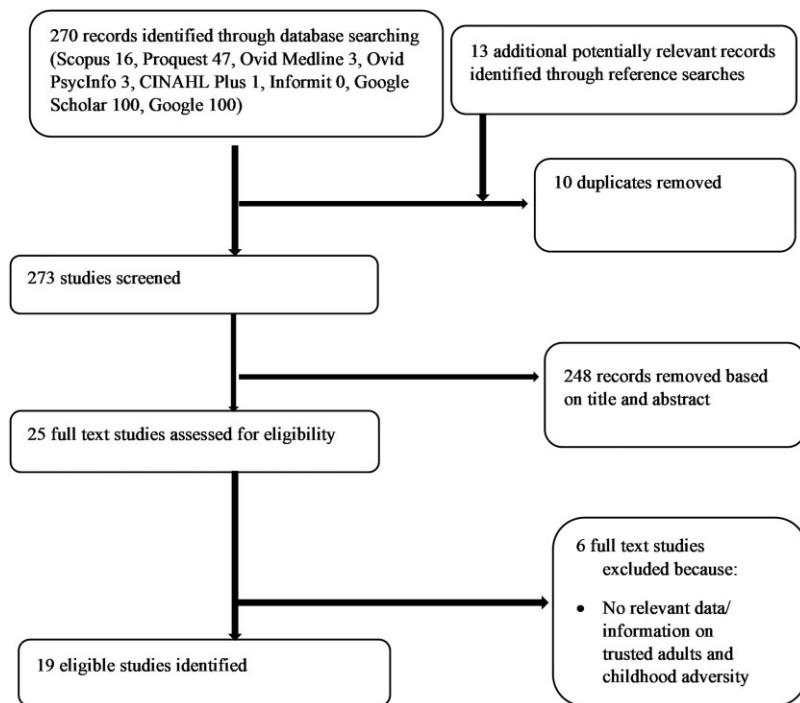 270 records identified through database searching
(Scopus 16, Proquest 47, Ovid Medline 3, Ovid
PsycInfo 3, CINAHL Plus 1, Informit 0, Google
Scholar 100, Google 100)
13 additional potentially relevant records
identified through reference searches
10 duplicates removed
273 studies screened
248 records removed based
on title and abstract
25 full text studies assessed for eligibility
6 full text studies
excluded because:
• No relevant data/
information on
trusted adults and
childhood adversity
19 eligible studies identified